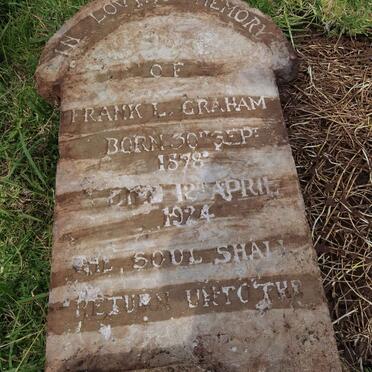 IN LOVING MEMORY
OF
FRANK L. GRAHAM
BORN 30TH SEPT
1878
DIED 12TH APRIL
1924
THE SOUL SHALL
RETURN UNTO THE